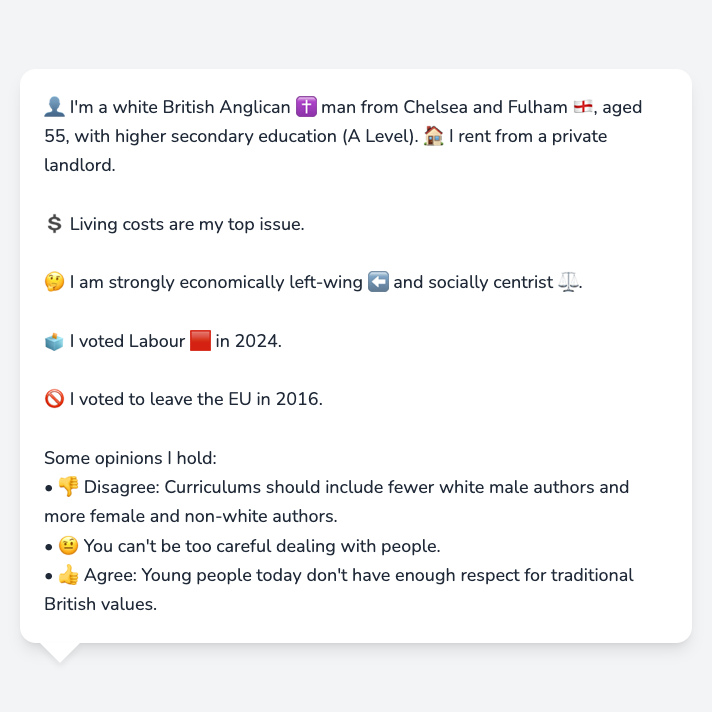 👤 I'm a white British Anglican ✝️ man from Chelsea and Fulham 🏴󠁧󠁢󠁥󠁮󠁧󠁿, aged
55, with higher secondary education (A Level). 🏠 I rent from a private
landlord.
💲 Living costs are my top issue.
🤔 I am strongly economically left-wing ⬅️ and socially centrist ⚖️.
🗳️ I voted Labour 🟥 in 2024.
🚫 I voted to leave the EU in 2016.
Some opinions I hold:
• 👎 Disagree: Curriculums should include fewer white male authors and
more female and non-white authors.
• 🤨 You can't be too careful dealing with people.
• 👍 Agree: Young people today don't have enough respect for traditional
British values.